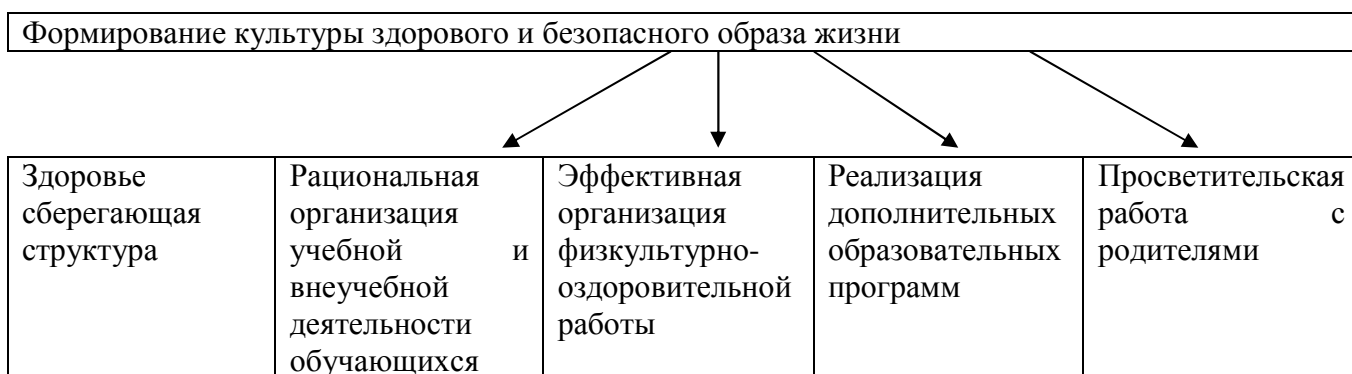 Формирование культуры здорового и безопасного образа жизни
Здоровье
сберегающая
структура
Рациональная
организация
учебной и
внеучебной
деятельности
обучающихся
Эффективная
организация
физкультурно-
оздоровительной
работы
Реализация
дополнительных
образовательных
программ
Просветительская
работа с
родителями